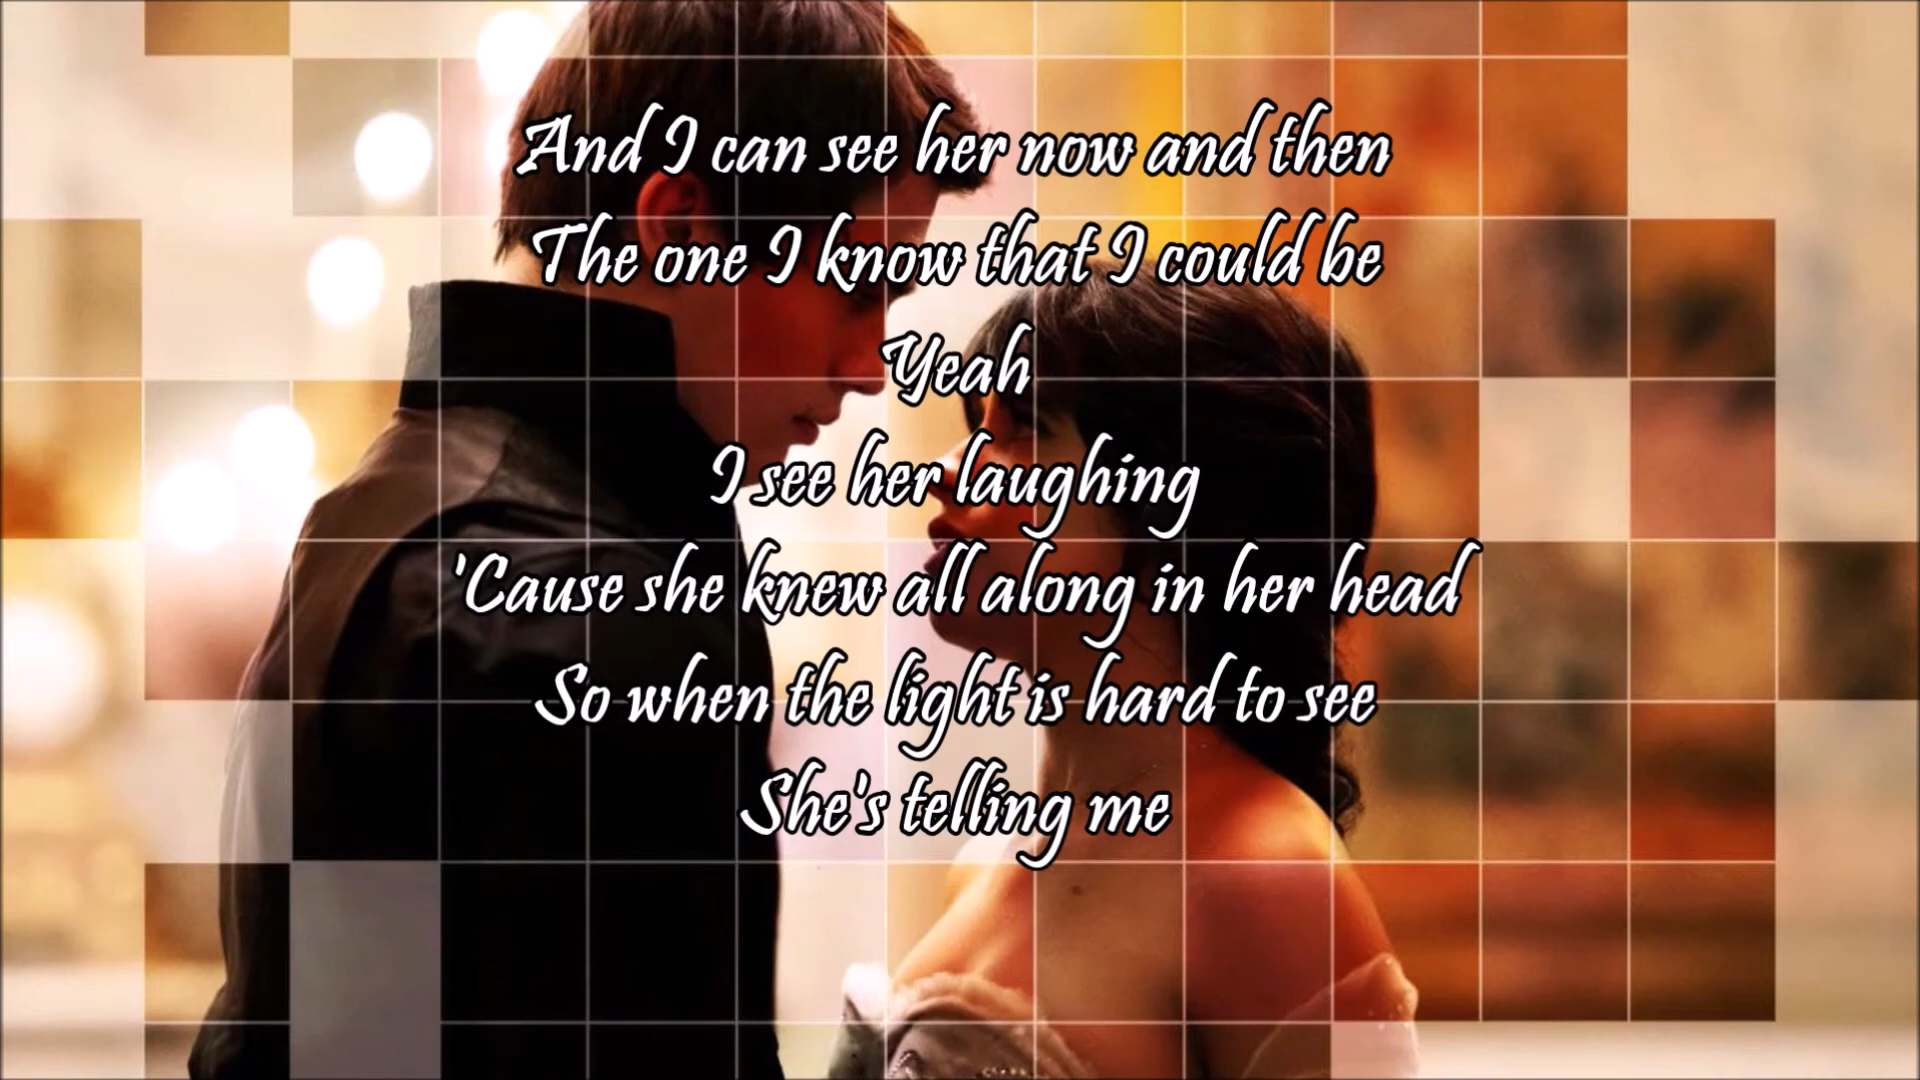 And I can see her now and then
The one I know that I could be
Yeah
I see her laughing
'Cause she knew all along in her head
So when the light is hard to see
She's telling me